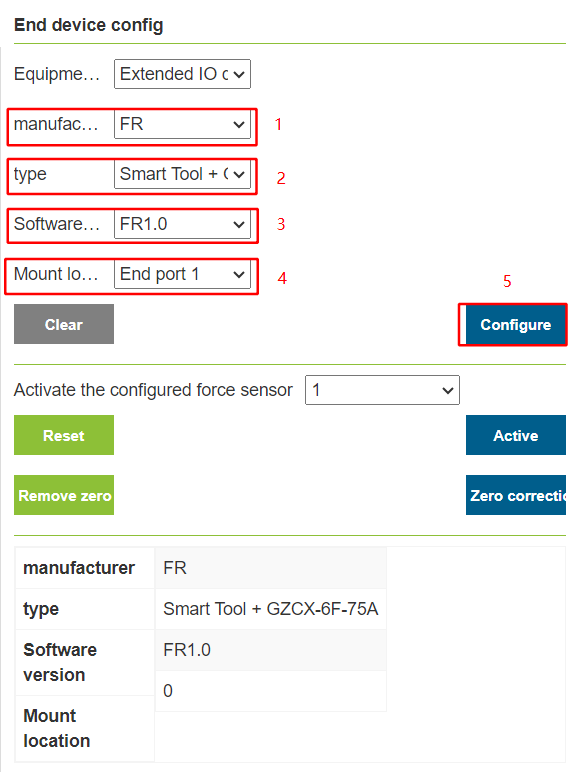 End device config
Equipme… Extended IO d
manufac… FR 1
type Smart Tool + G 2
Software… FR1.0 3
Mount lo… End port 1 4
5
Clear Configure
Activate the configured force sensor 1
Reset Active
Remove zero Zero correctio
manufacturer FR
type Smart Tool + GZCX-6F-75A
Software FR1.0
version
0
Mount
location